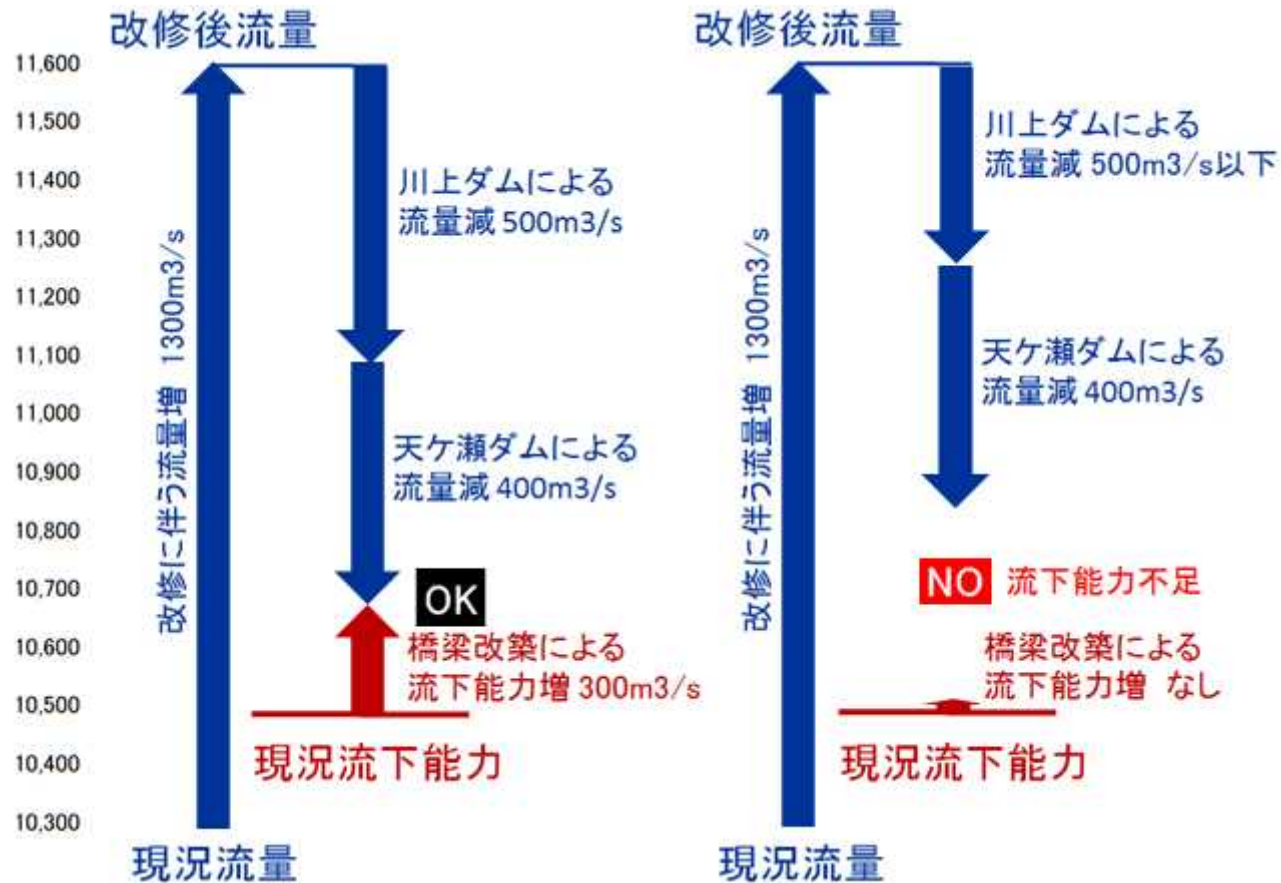 改修後流量
11,600
11,500
11,400
11,300
11,200
11,100
11,000
10,900
10,800
10,700
10,600
10,500
10,400
10,300
改修に伴う流量増 1300m3/s
川上ダムによる
流量減 500m3/s
天ケ瀬ダムによる
流量減 400m3/s
OK
橋梁改築による
流下能力増 300m3/s
現況流下能力
現況流量
改修後流量
改修に伴う流量増 1300m3/s
川上ダムによる
流量減 500m3/s以下
天ケ瀬ダムによる
流量減 400m3/s
NO 流下能力不足
橋梁改築による
流下能力増 なし
現況流下能力
現況流量